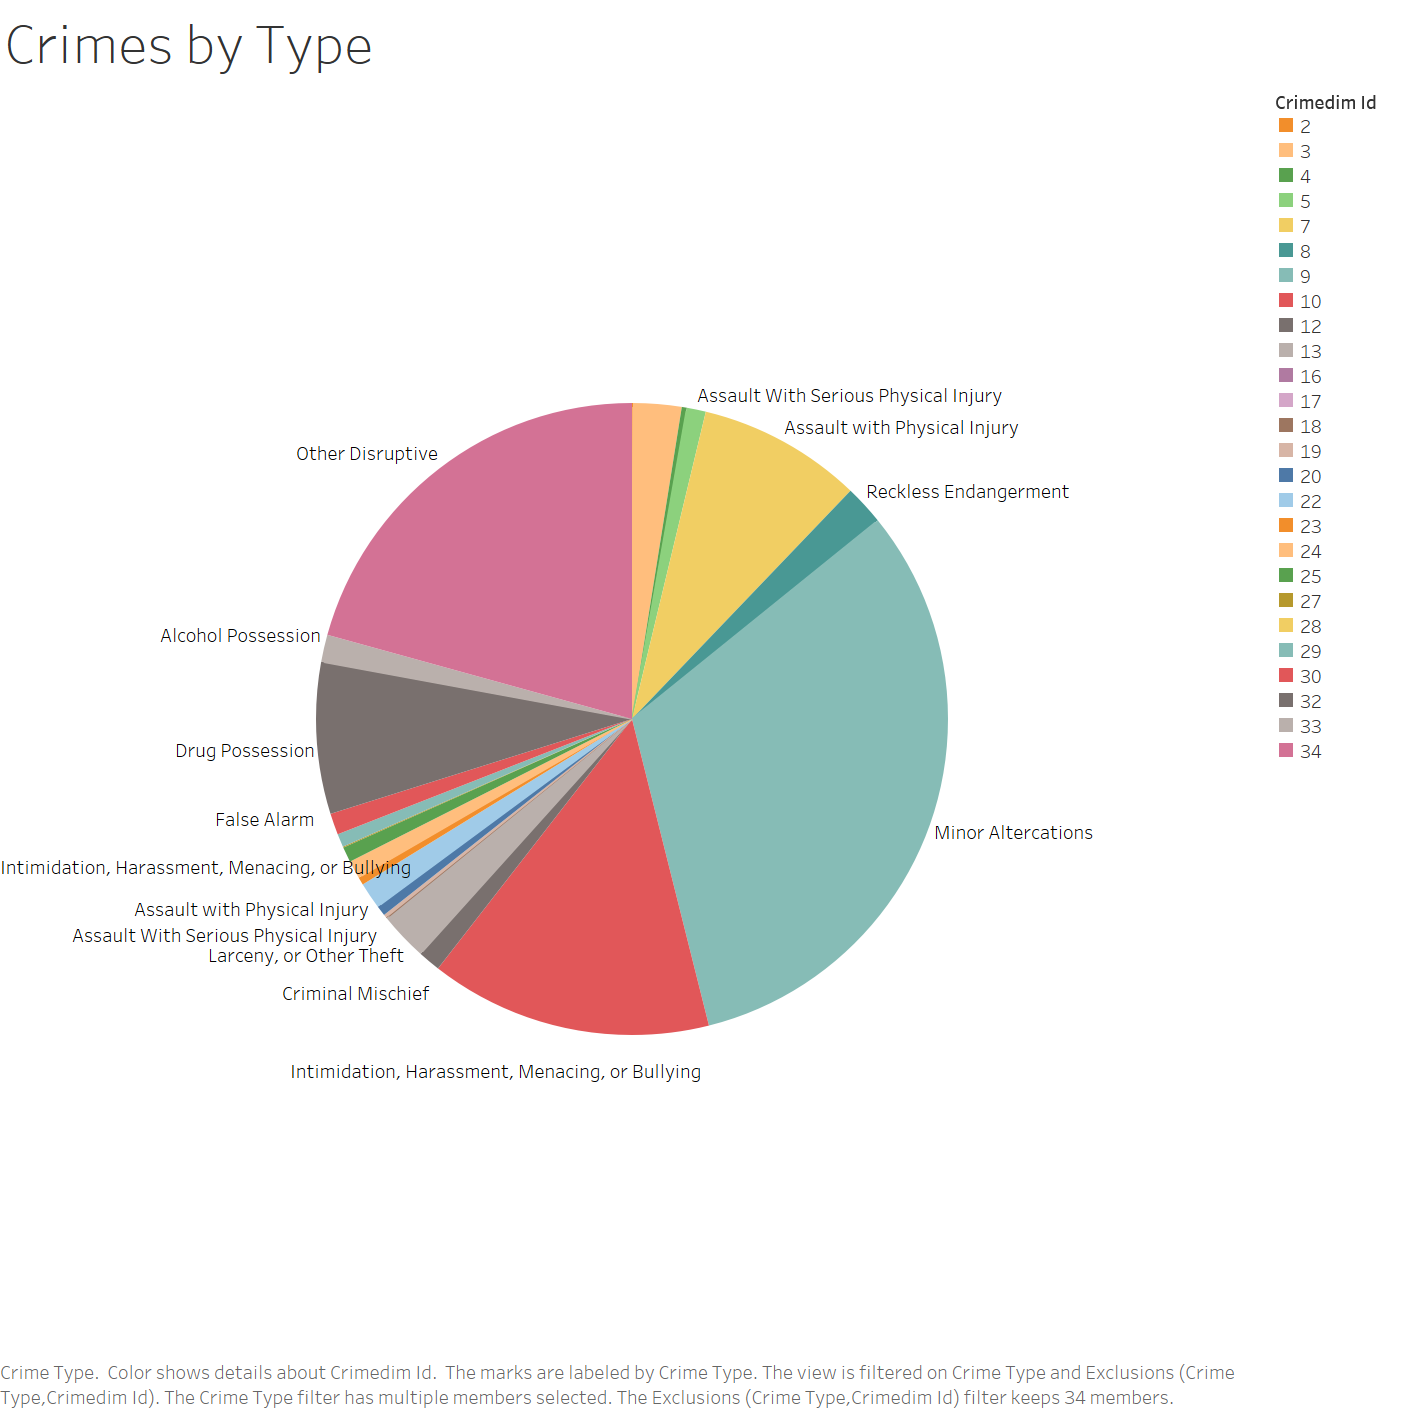 Crimes by Type
Crimedim Id
2
3
4
5
7
8
9
10
12
13
16
17
18
19
20
22
23
24
25
27
28
29
30
32
33
34
Assault With Serious Physical Injury
Assault with Physical Injury
Other Disruptive
Reckless Endangerment
Alcohol Possession
Drug Possession
False Alarm
Minor Altercations
Intimidation, Harassment, Menacing, or Bullying
Assault with Physical Injury
Assault With Serious Physical Injury
Larceny, or Other Theft
Criminal Mischief
Intimidation, Harassment, Menacing, or Bullying
Crime Type.  Color shows details about Crimedim Id.  The marks are labeled by Crime Type. The view is filtered on Crime Type and Exclusions (Crime
Type,Crimedim Id). The Crime Type filter has multiple members selected. The Exclusions (Crime Type,Crimedim Id) filter keeps 34 members.